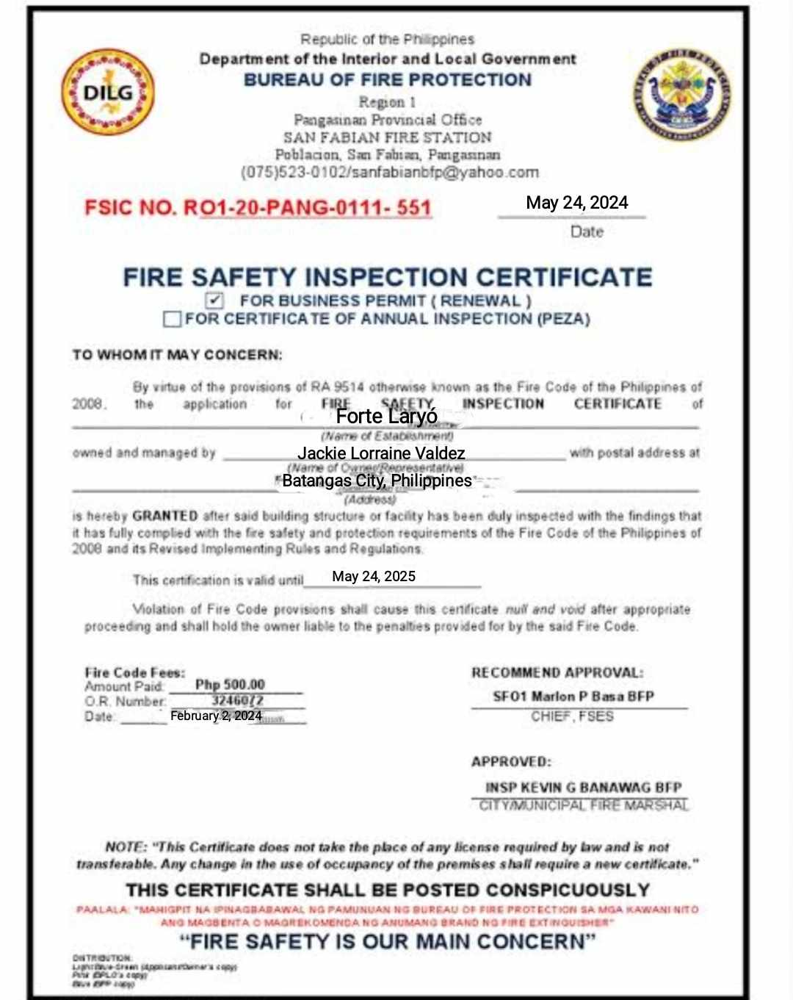 Republic of the Philippines
Department of the Interior and Local Government
BUREAU OF FIRE PROTECTION
Region 1
Pangasinan Provincial Office
SAN FABIAN FIRE STATION
Poblacion, San Fabian, Pangasinan
(075)523-0102/sanfabianbfp@yahoo.com
DILG
FSIC NO. RO1-20-PANG-0111- 551
May 24, 2024
Date
FIRE SAFETY INSPECTION CERTIFICATE
FOR BUSINESS PERMIT ( RENEWAL )
FOR CERTIFICATE OF ANNUAL INSPECTION (PEZA)
TO WHOM IT MAY CONCERN:
By virtue of the provisions of RA 9514 otherwise known as the Fire Code of the Philippines of
2008, the application for FIRE SAFETY INSPECTION CERTIFICATE of
Forte Laryó
(Name of Establishment)
owned and managed by Jackie Lorraine Valdez with postal address at
(Name of Owner/Representative)
Batangas City, Philippines
(Address)
is hereby GRANTED after said building structure or facility has been duly inspected with the findings that
it has fully complied with the fire safety and protection requirements of the Fire Code of the Philippines of
2008 and its Revised Implementing Rules and Regulations.
This certification is valid until May 24, 2025
Violation of Fire Code provisions shall cause this certificate null and void after appropriate
proceeding and shall hold the owner liable to the penalties provided for by the said Fire Code.
Fire Code Fees:
Amount Paid: Php 500.00
O.R. Number: 3246072
Date: February 2, 2024
RECOMMEND APPROVAL:
SFO1 Marlon P Basa BFP
CHIEF, FSES
APPROVED:
INSP KEVIN G BANAWAG BFP
CITY/MUNICIPAL FIRE MARSHAL
NOTE: "This Certificate does not take the place of any license required by law and is not
transferable. Any change in the use of occupancy of the premises shall require a new certificate."
THIS CERTIFICATE SHALL BE POSTED CONSPICUOUSLY
PAALALA: "MAHIGPIT NA IPINAGBABAWAL NG PAMUNUAN NG BUREAU OF FIRE PROTECTION SA MGA KAWANI NITO
ANG MAGBENTA O MAGREKOMENDA NG ANUMANG BRAND NG FIRE EXTINGUISHER"
"FIRE SAFETY IS OUR MAIN CONCERN"
DISTRIBUTION:
Light Blue-Green (Applicant/Owner's copy)
Pink (BPLO's copy)
Blue (BFP copy)